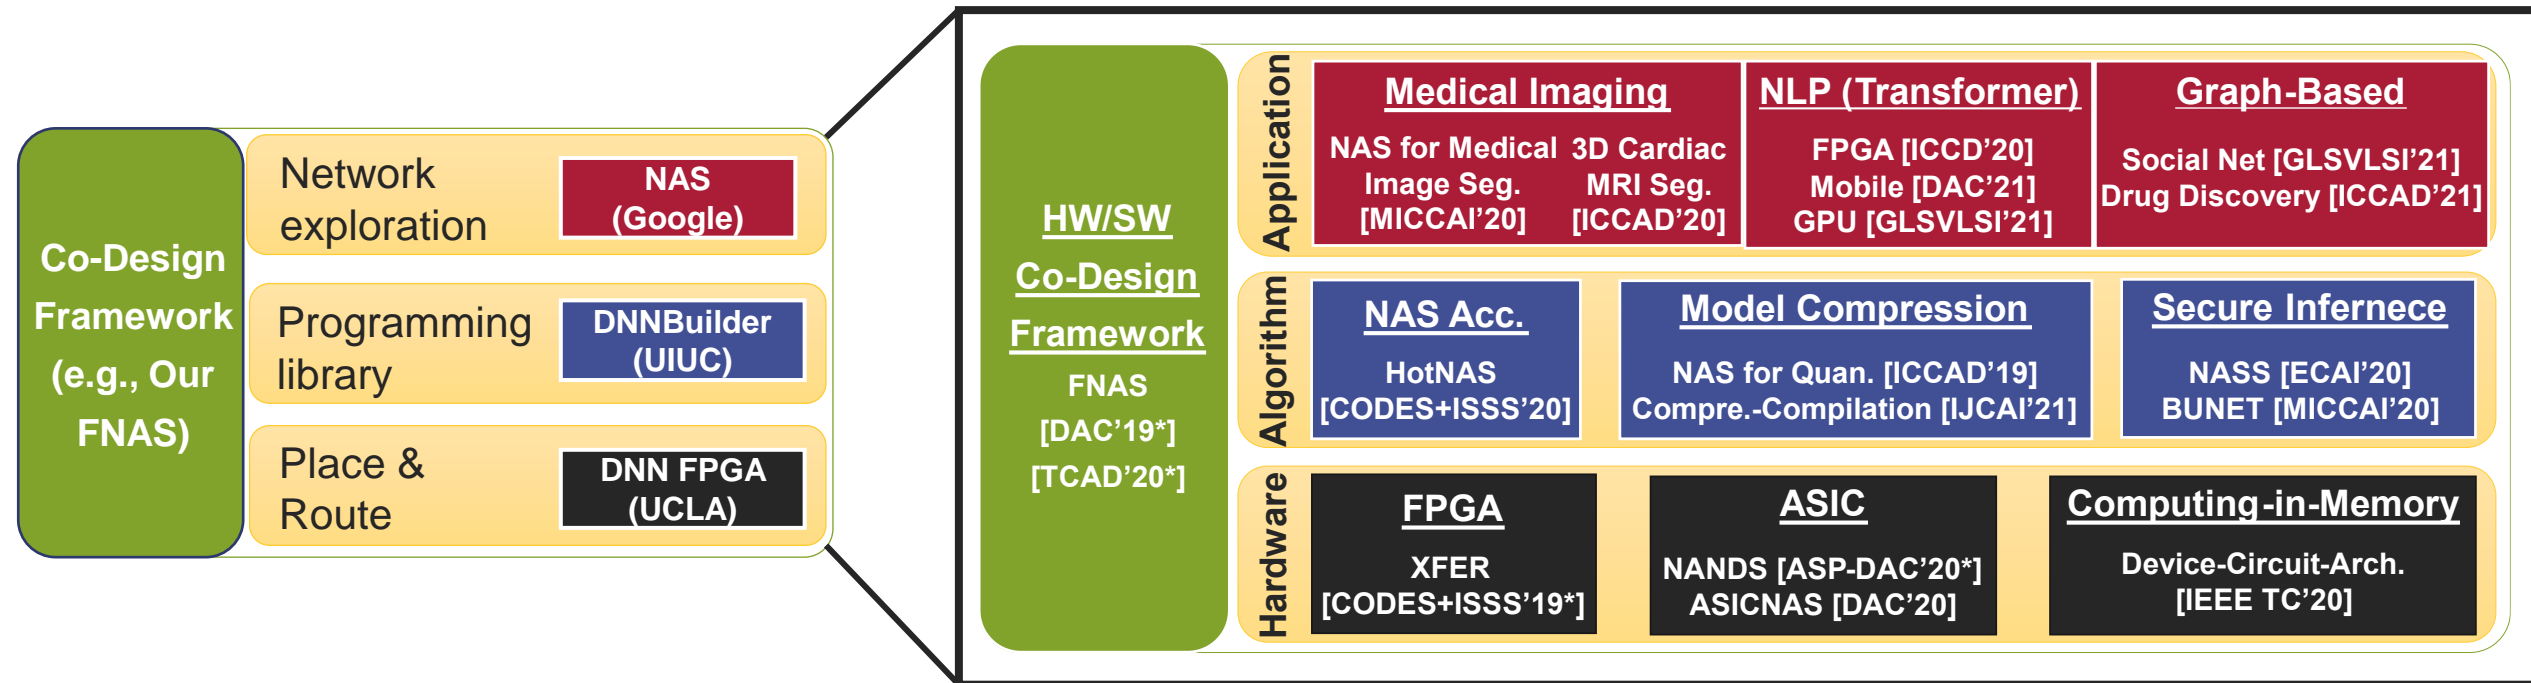 Co-Design
Framework
(e.g., Our
FNAS)
Network
exploration
NAS
(Google)
Programming
library
DNNBuilder
(UIUC)
Place &
Route
DNN FPGA
(UCLA)
HW/SW
Co-Design
Framework
FNAS
[DAC’19*]
[TCAD’20*]
Application
Medical Imaging
NAS for Medical
Image Seg.
[MICCAI’20]
3D Cardiac
MRI Seg.
[ICCAD’20]
NLP (Transformer)
FPGA [ICCD’20]
Mobile [DAC’21]
GPU [GLSVLSI’21]
Graph-Based
Social Net [GLSVLSI’21]
Drug Discovery [ICCAD’21]
Algorithm
NAS Acc.
HotNAS
[CODES+ISSS’20]
Model Compression
NAS for Quan. [ICCAD’19]
Compre.-Compilation [IJCAI’21]
Secure Infernece
NASS [ECAI’20]
BUNET [MICCAI’20]
Hardware
FPGA
XFER
[CODES+ISSS’19*]
ASIC
NANDS [ASP-DAC’20*]
ASICNAS [DAC’20]
Computing-in-Memory
Device-Circuit-Arch.
[IEEE TC’20]